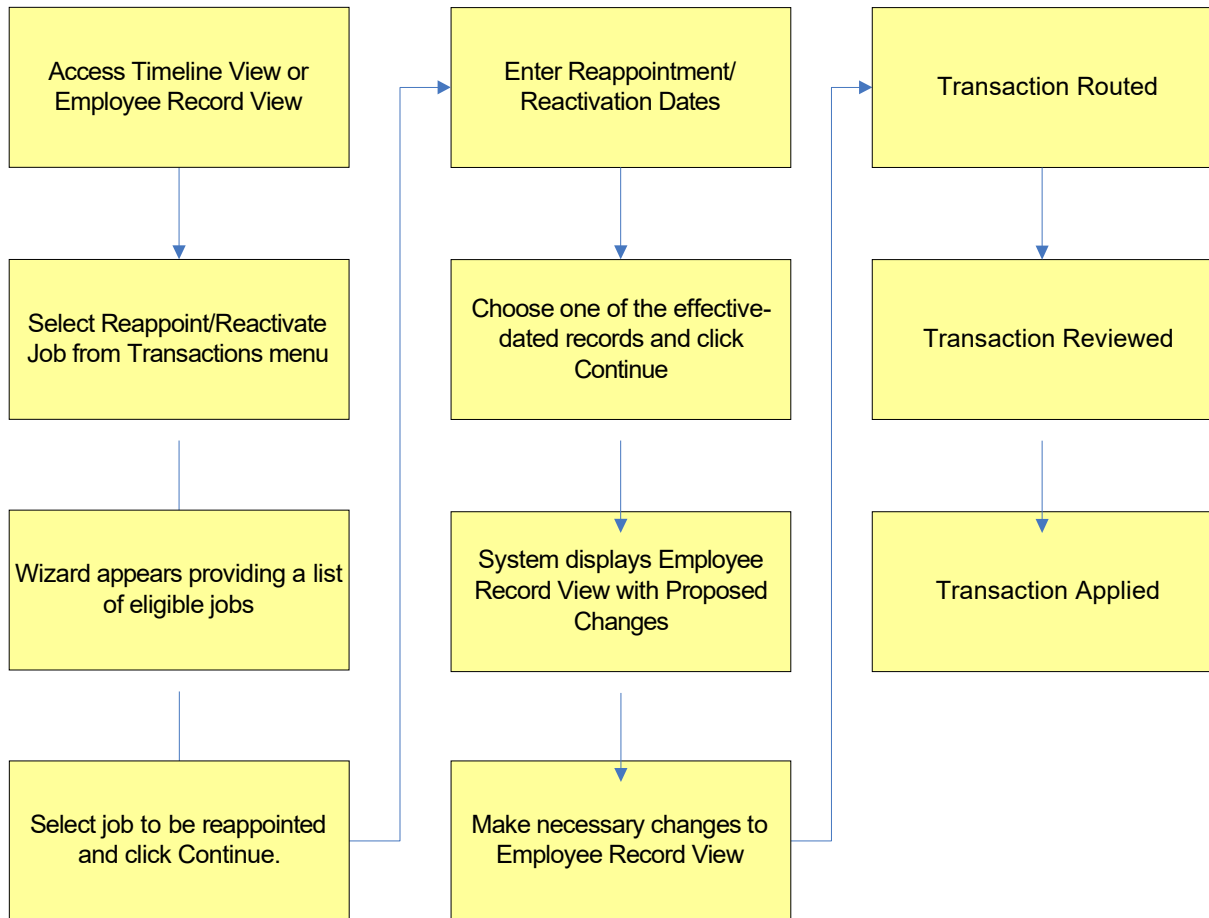 Access Timeline View or
Employee Record View
Select Reappoint/Reactivate
Job from Transactions menu
Wizard appears providing a list
of eligible jobs
Select job to be reappointed
and click Continue.
Enter Reappointment/
Reactivation Dates
Choose one of the effective-
dated records and click
Continue
System displays Employee
Record View with Proposed
Changes
Make necessary changes to
Employee Record View
Transaction Routed
Transaction Reviewed
Transaction Applied